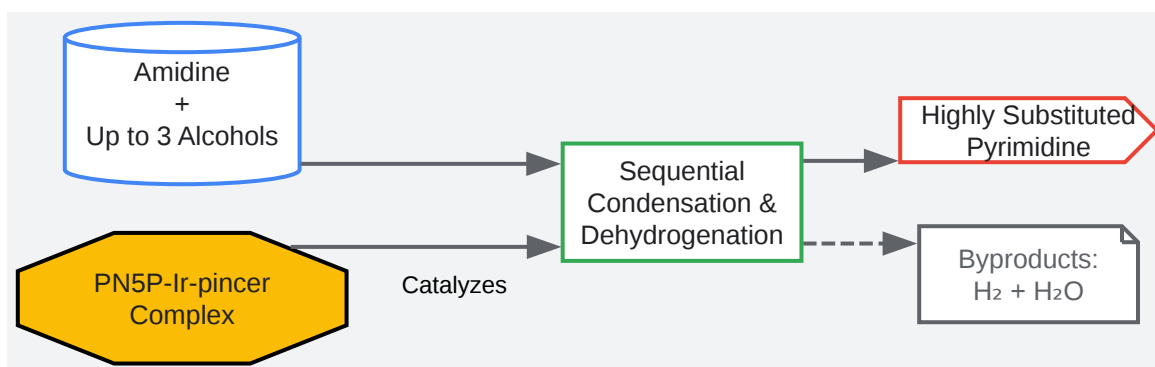 Amidine
+
Up to 3 Alcohols
Highly Substituted
Pyrimidine
Sequential
Condensation &
Dehydrogenation
PN5P-Ir-pincer
Complex
Catalyzes
Byproducts:
H₂ + H₂O